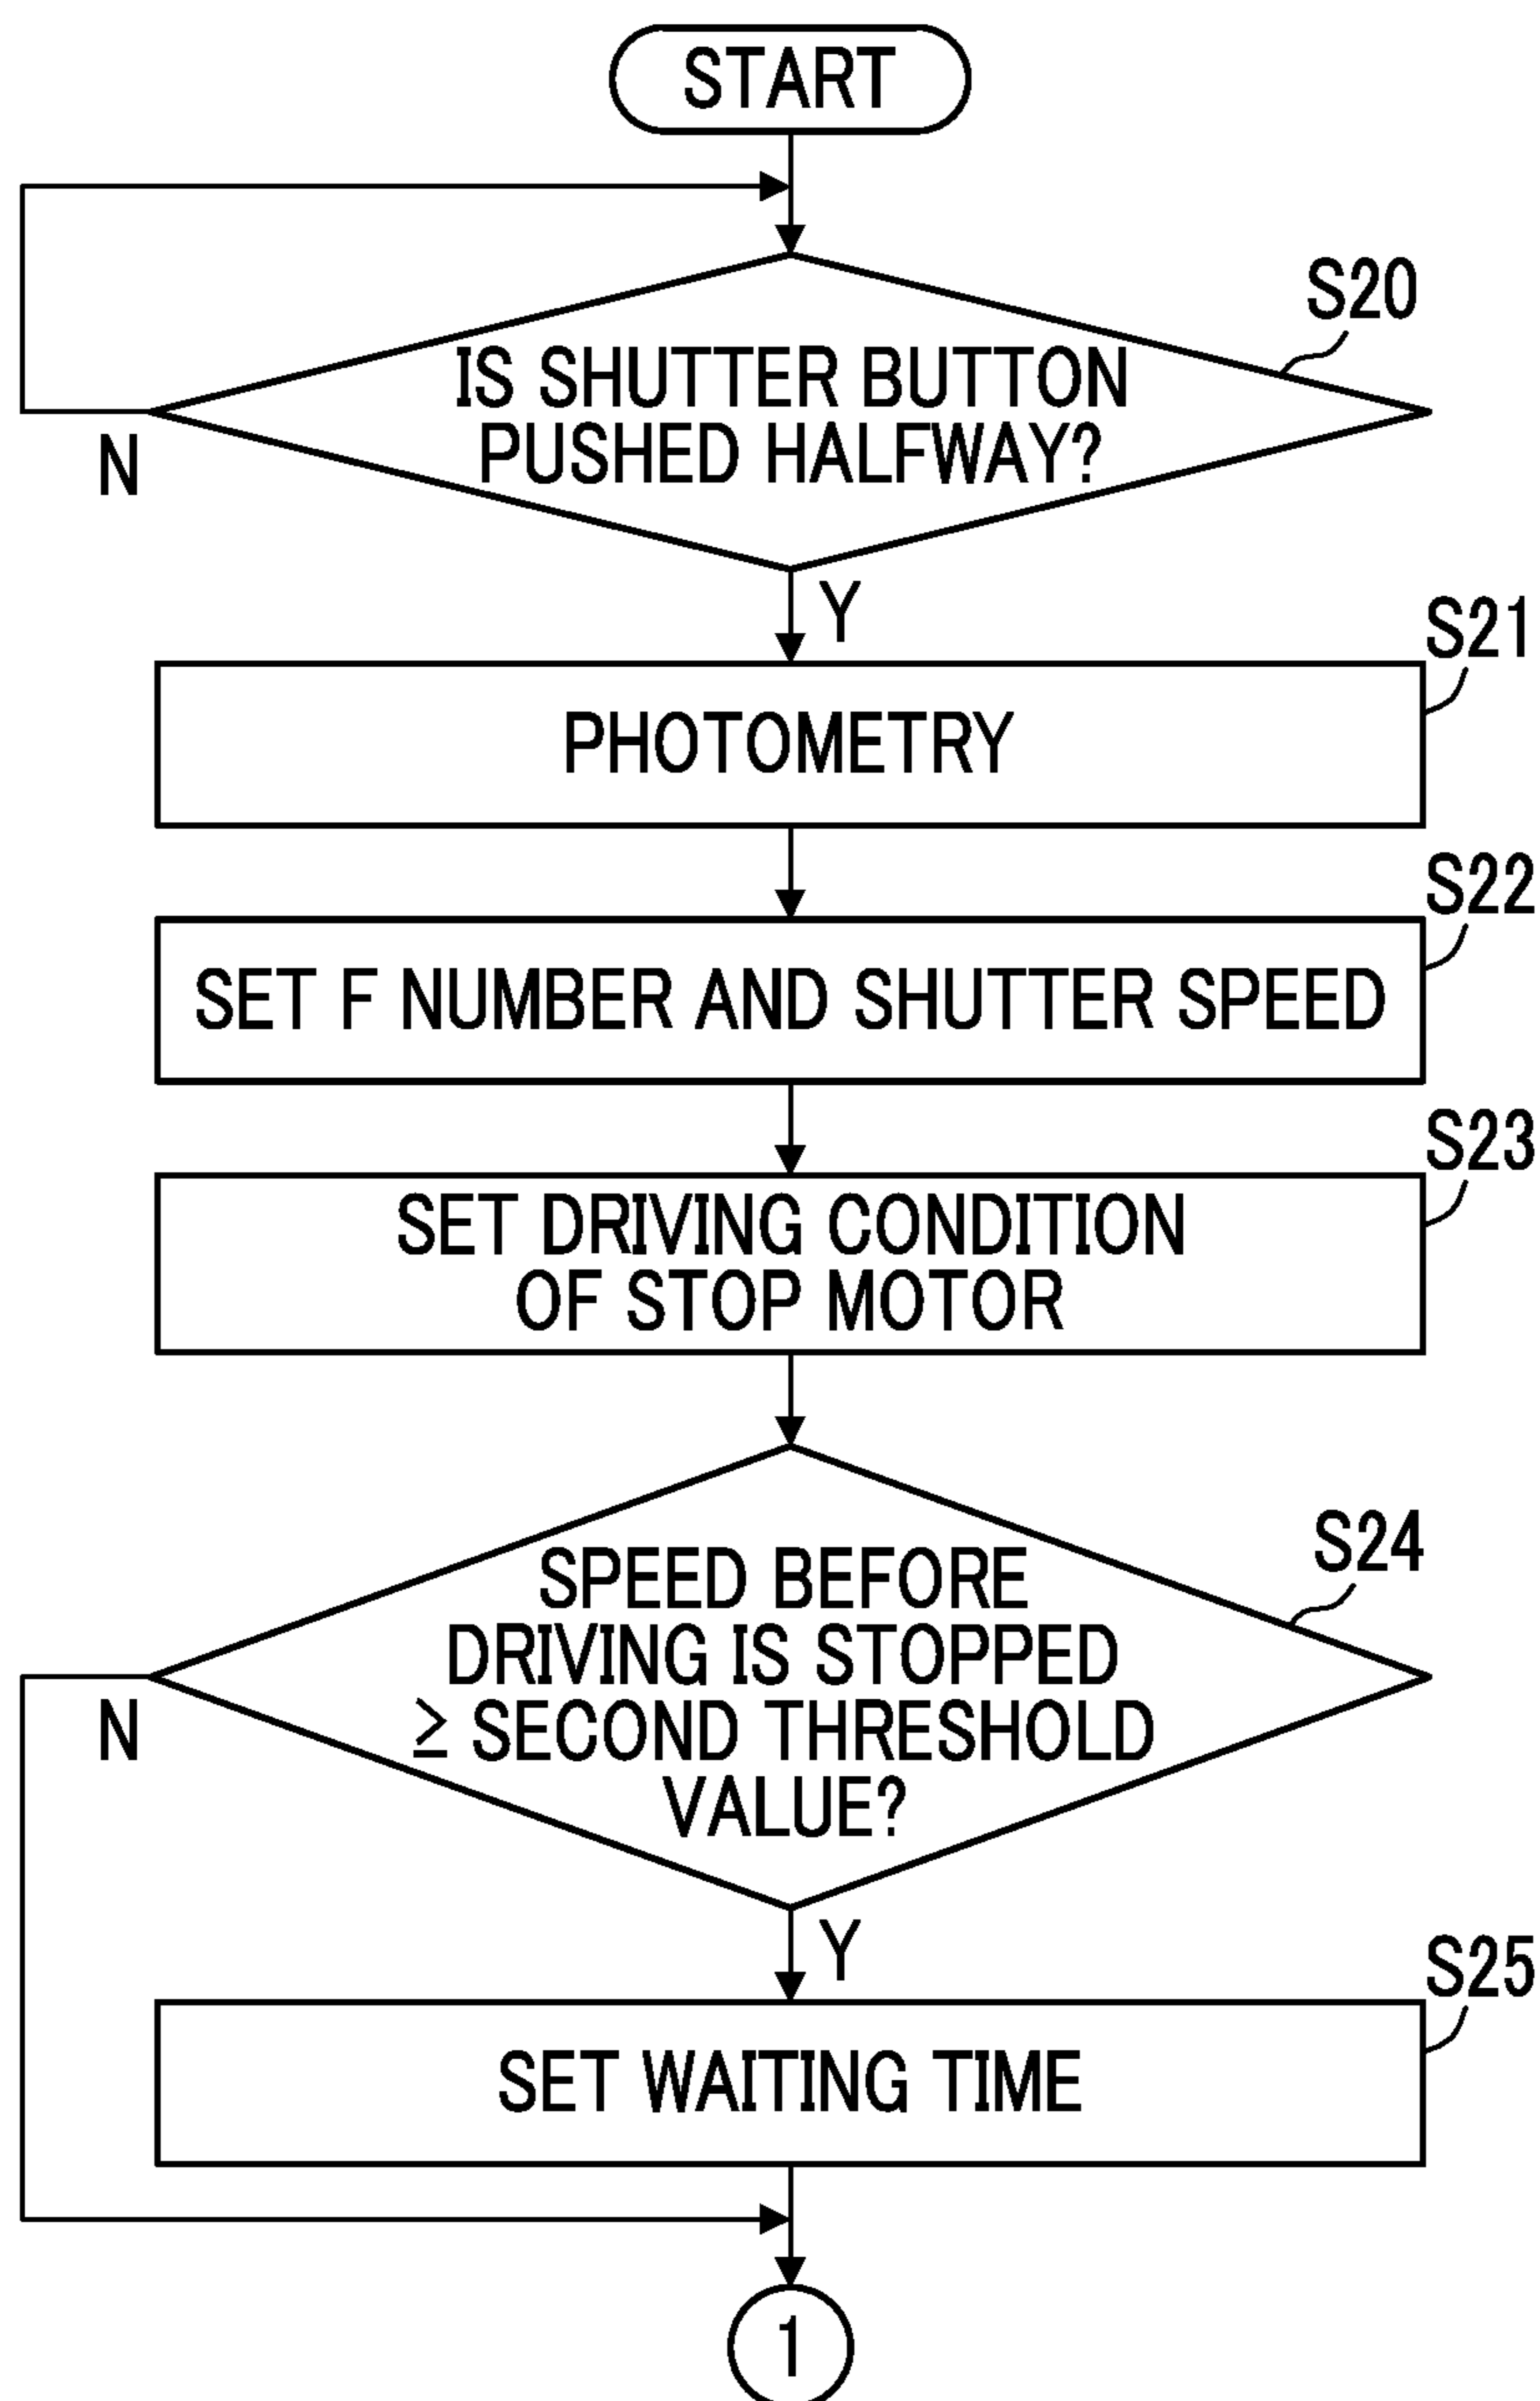 START
S20
IS SHUTTER BUTTON
PUSHED HALFWAY?
N
Y
S21
PHOTOMETRY
S22
SET F NUMBER AND SHUTTER SPEED
S23
SET DRIVING CONDITION
OF STOP MOTOR
S24
SPEED BEFORE
DRIVING IS STOPPED
≥ SECOND THRESHOLD
VALUE?
N
Y
S25
SET WAITING TIME
1